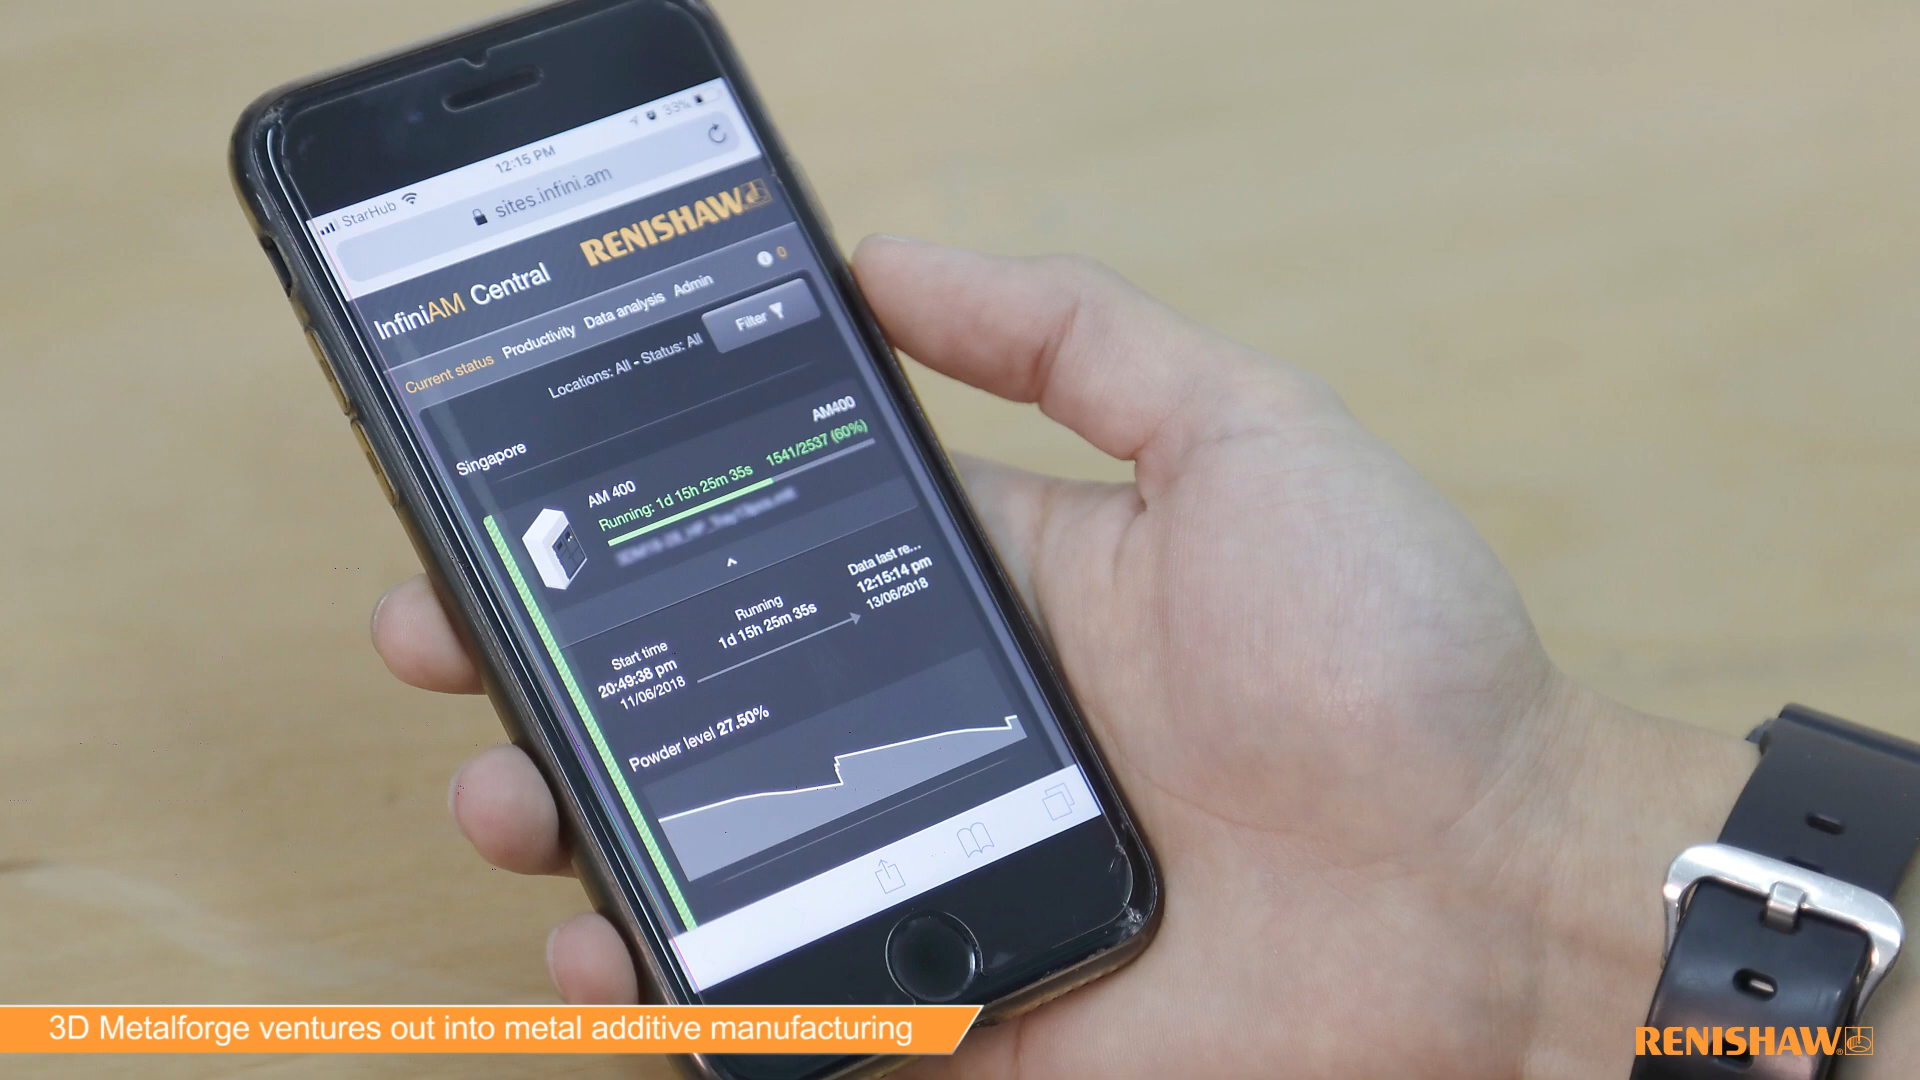 33%
12:15 PM
StarHub
sites.infini.am
RENISHAW
InfiniAM Central
0
Current status Productivity Data analysis Admin
Locations: All - Status: All
Filter
Singapore
AM400
AM 400
Running: 1d 15h 25m 35s 1541/2537 (60%)
Data last re...
12:15:14 pm
13/06/2018
Running
1d 15h 25m 35s
Start time
20:49:38 pm
11/06/2018
Powder level 27.50%
3D Metalforge ventures out into metal additive manufacturing
RENISHAW